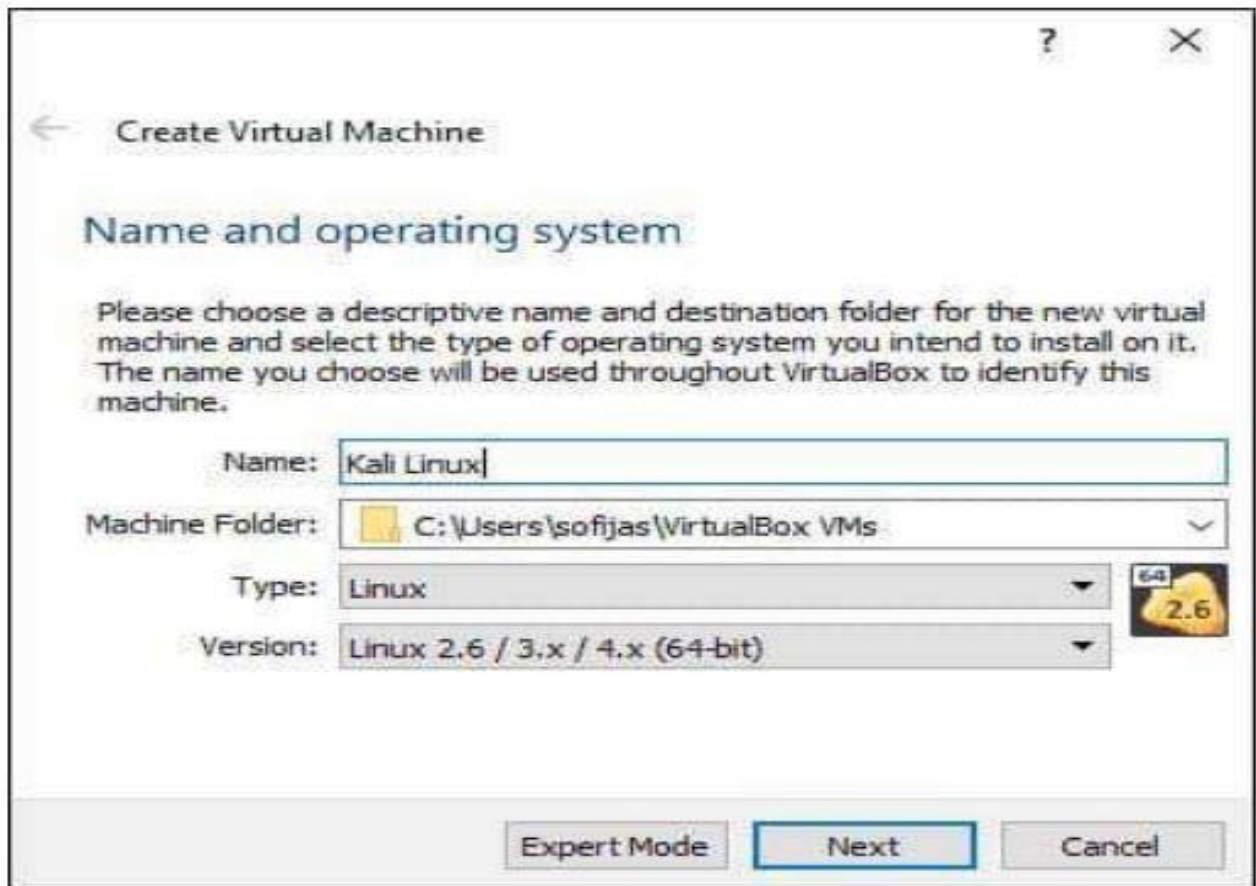 ?
Create Virtual Machine
Name and operating system
Please choose a descriptive name and destination folder for the new virtual
machine and select the type of operating system you intend to install on it.
The name you choose will be used throughout VirtualBox to identify this
machine.
Name: Kali Linux
Machine Folder: C:\Users\sofijas\VirtualBox VMs
Type: Linux
64
2.6
Version: Linux 2.6 / 3.x / 4.x (64-bit)
Expert Mode Next Cancel